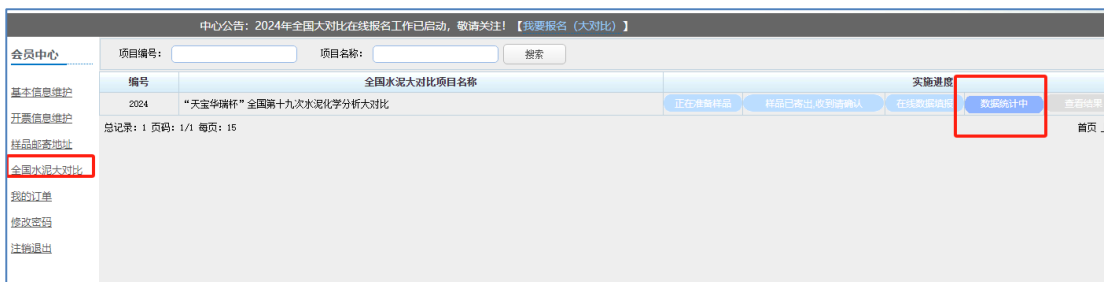 中心公告：2024年全国大对比在线报名工作已启动，敬请关注！【我要报名（大对比）】
会员中心
项目编号： 项目名称： 搜索
编号 全国水泥大对比项目名称 实施进度
2024 “天宝华瑞杯”全国第十九次水泥化学分析大对比 正在准备样品 样品已寄出,收到请确认 在线数据填报 数据统计中 查看结果
总记录：1 页码：1/1 每页：15 首页
基本信息维护
开票信息维护
样品邮寄地址
全国水泥大对比
我的订单
修改密码
注销退出